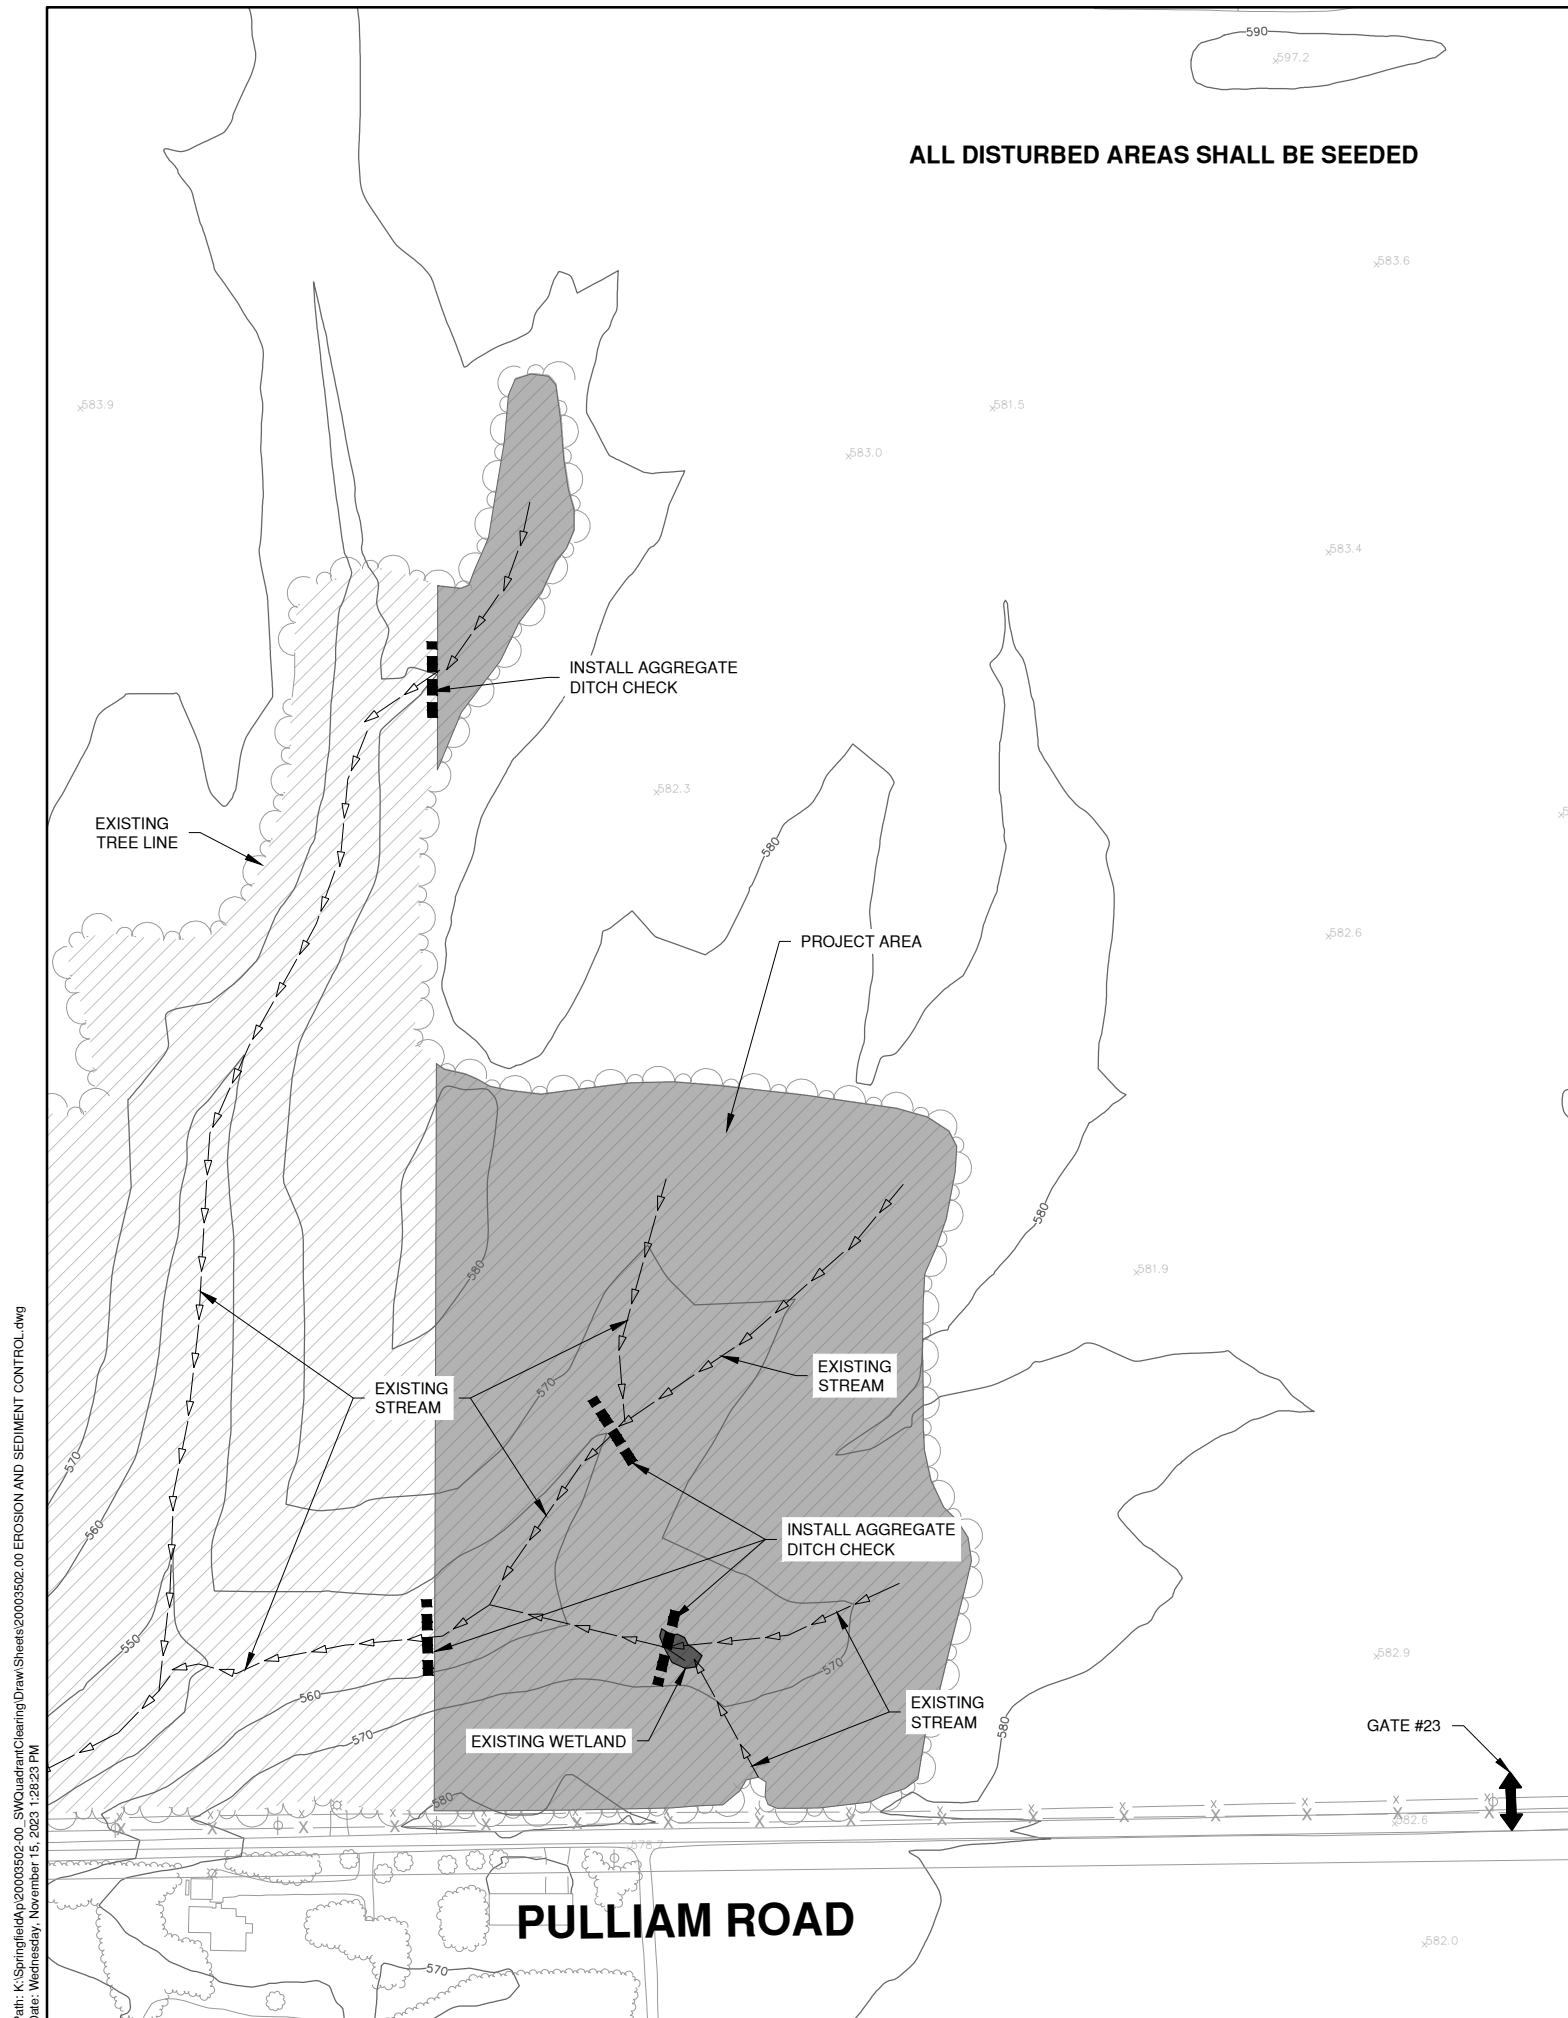 590
597.2
ALL DISTURBED AREAS SHALL BE SEEDED
583.6
583.9
581.5
583.0
583.4
INSTALL AGGREGATE
DITCH CHECK
582.3
EXISTING
TREE LINE
580
PROJECT AREA
582.6
580
581.9
580
EXISTING
STREAM
570
EXISTING
STREAM
570
560
INSTALL AGGREGATE
DITCH CHECK
550
582.9
570
560
EXISTING
STREAM
580
GATE #23
570
EXISTING WETLAND
580
582.6
578.7
PULLIAM ROAD
582.0
570
Path: K:\SpringfieldAp\20003502-00_SWQuadrantClearing\Draw\Sheets\20003502.00 EROSION AND SEDIMENT CONTROL.dwg
Date: Wednesday, November 15, 2023 1:28:23 PM